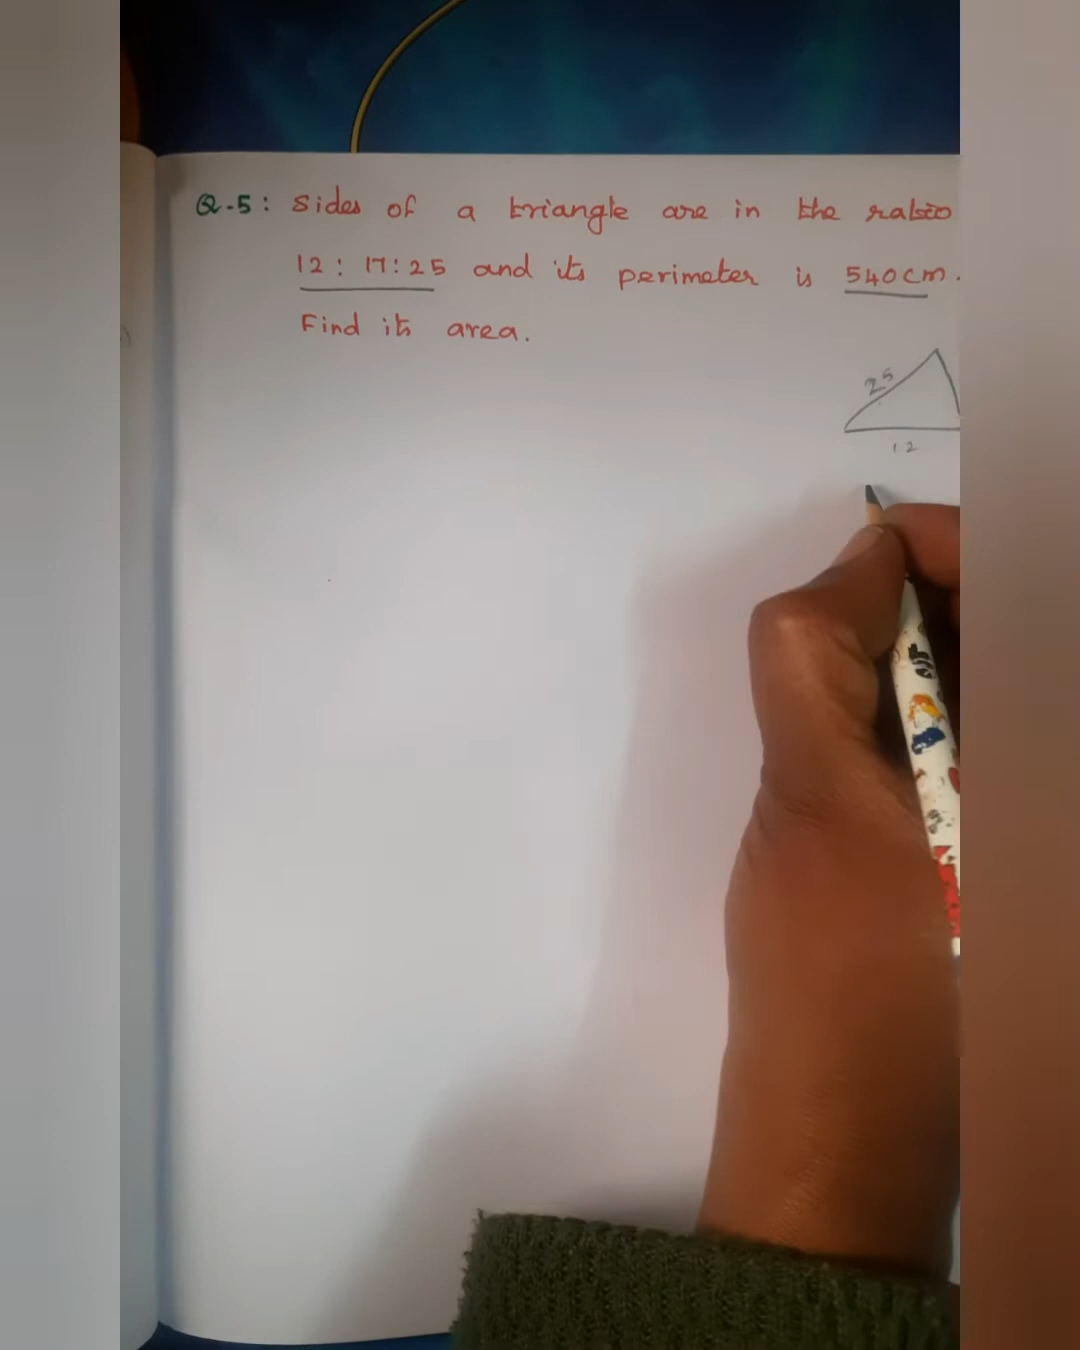 Q.5: Sides of a triangle are in the ratio
12: 17:25 and its perimeter is 540cm.
Find its area.
25
12